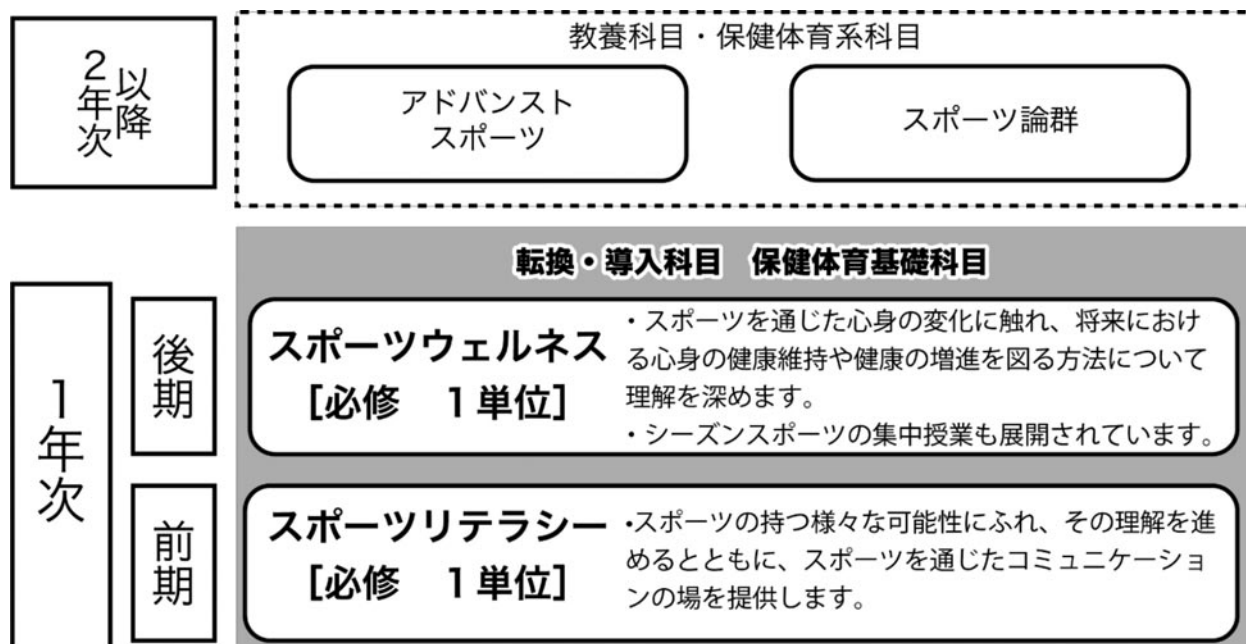 ２年次
以降
教養科目・保健体育系科目
アドバンスト
スポーツ
スポーツ論群
転換・導入科目　保健体育基礎科目
１年次
後期
スポーツウェルネス
［必修　１単位］
・スポーツを通じた心身の変化に触れ、将来におけ
る心身の健康維持や健康の増進を図る方法について
理解を深めます。
・シーズンスポーツの集中授業も展開されています。
前期
スポーツリテラシー
［必修　１単位］
・スポーツの持つ様々な可能性にふれ、その理解を進
めるとともに、スポーツを通じたコミュニケーショ
ンの場を提供します。